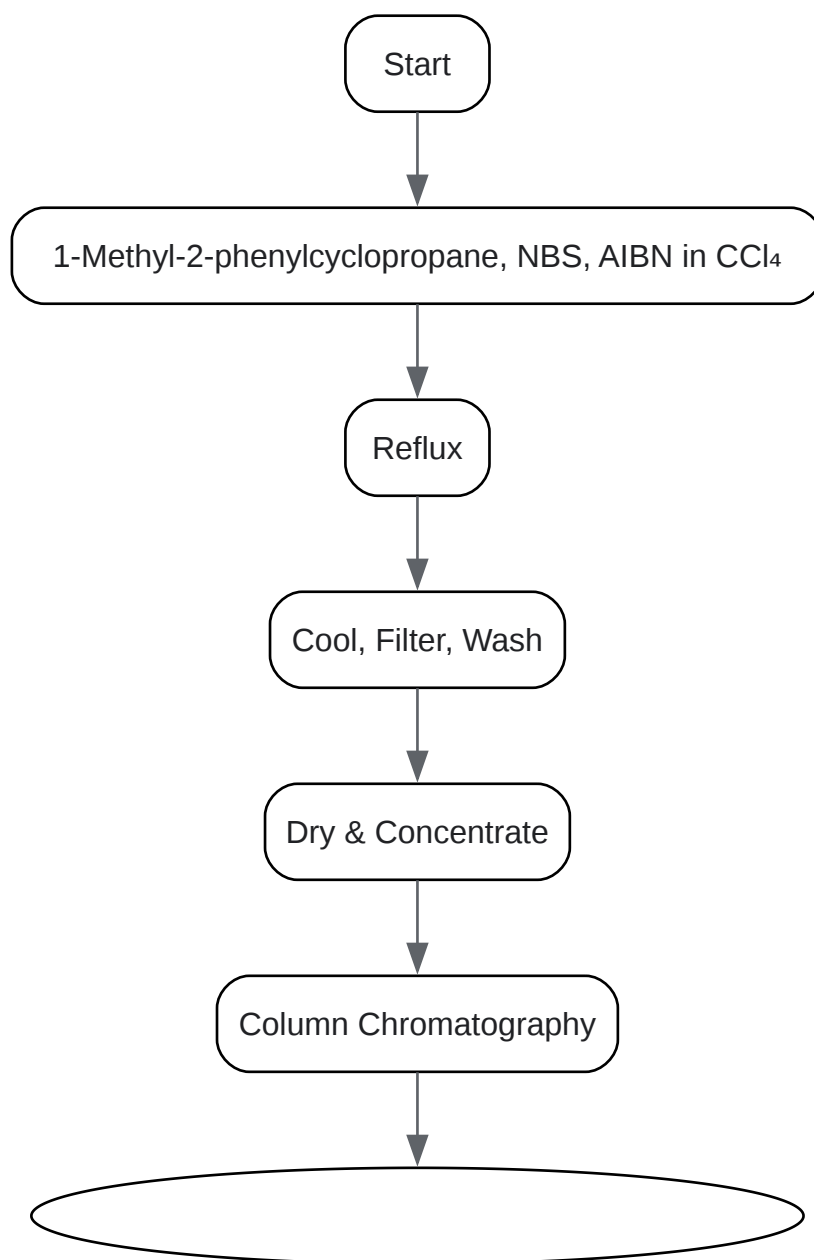 Start
1-Methyl-2-phenylcyclopropane, NBS, AIBN in CCl₄
Reflux
Cool, Filter, Wash
Dry & Concentrate
Column Chromatography